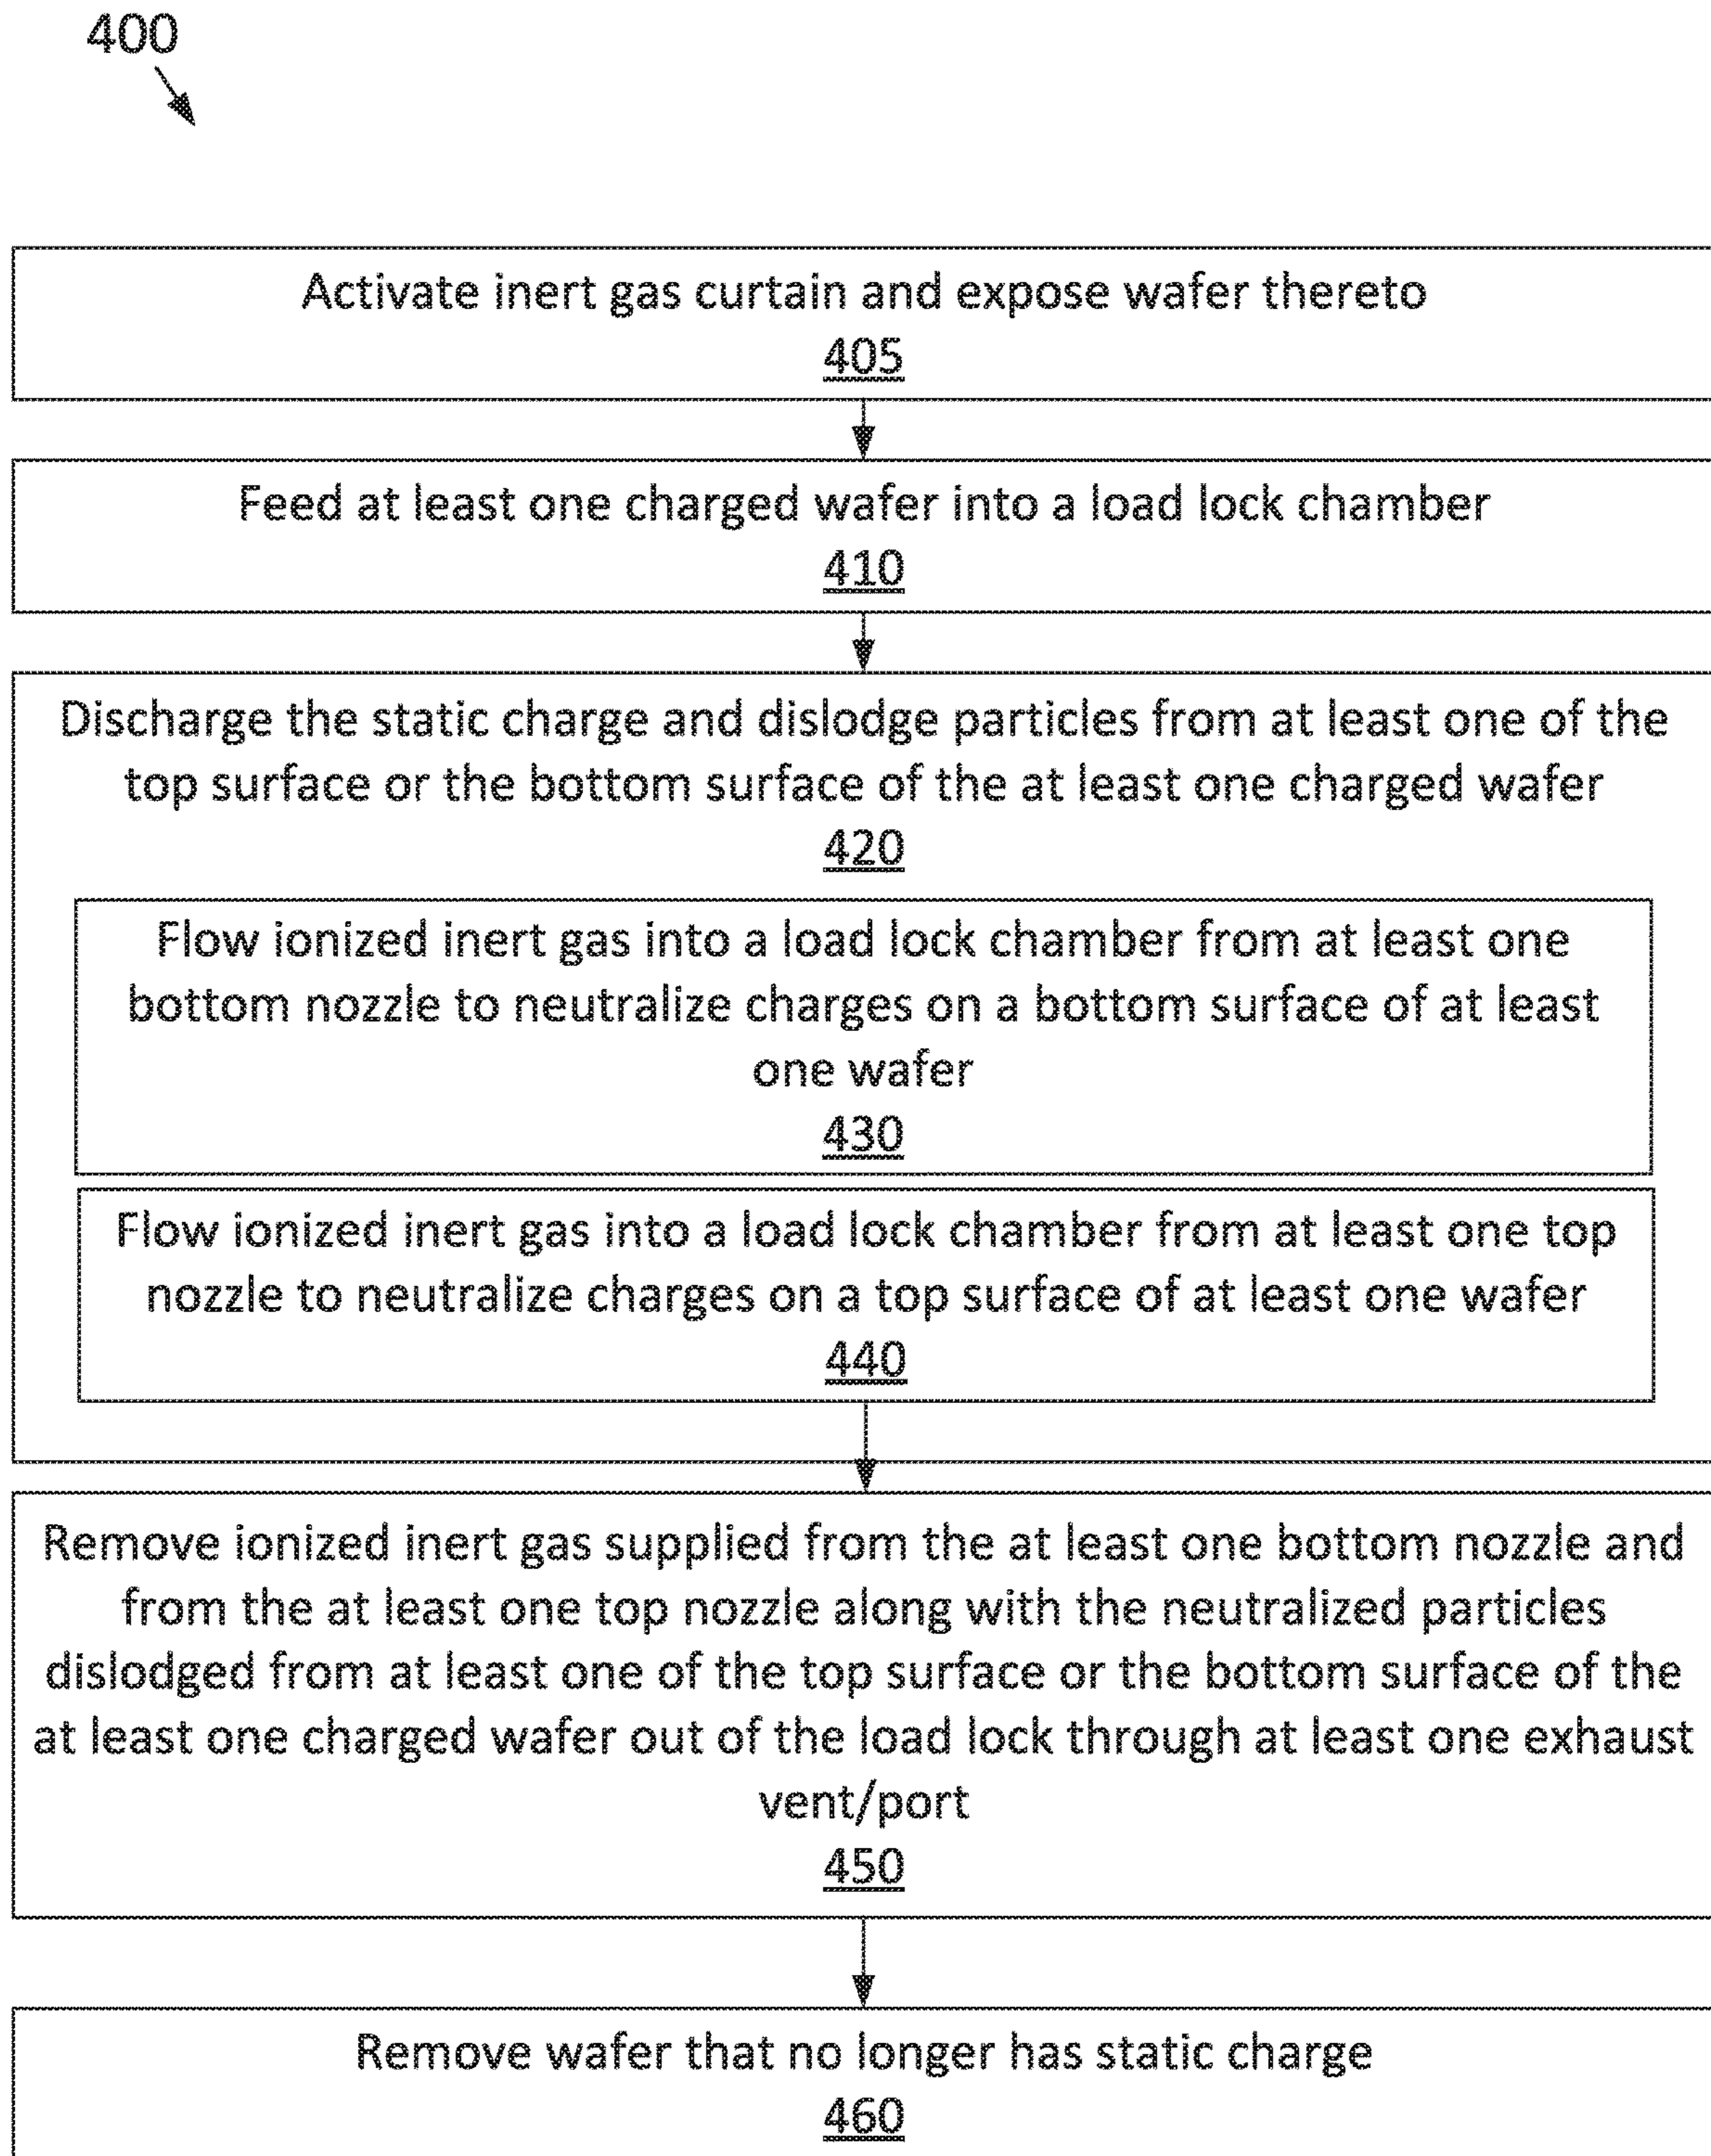 400
Activate inert gas curtain and expose wafer thereto
405
Feed at least one charged wafer into a load lock chamber
410
Discharge the static charge and dislodge particles from at least one of the
top surface or the bottom surface of the at least one charged wafer
420
Flow ionized inert gas into a load lock chamber from at least one
bottom nozzle to neutralize charges on a bottom surface of at least
one wafer
430
Flow ionized inert gas into a load lock chamber from at least one top
nozzle to neutralize charges on a top surface of at least one wafer
440
Remove ionized inert gas supplied from the at least one bottom nozzle and
from the at least one top nozzle along with the neutralized particles
dislodged from at least one of the top surface or the bottom surface of the
at least one charged wafer out of the load lock through at least one exhaust
vent/port
450
Remove wafer that no longer has static charge
460